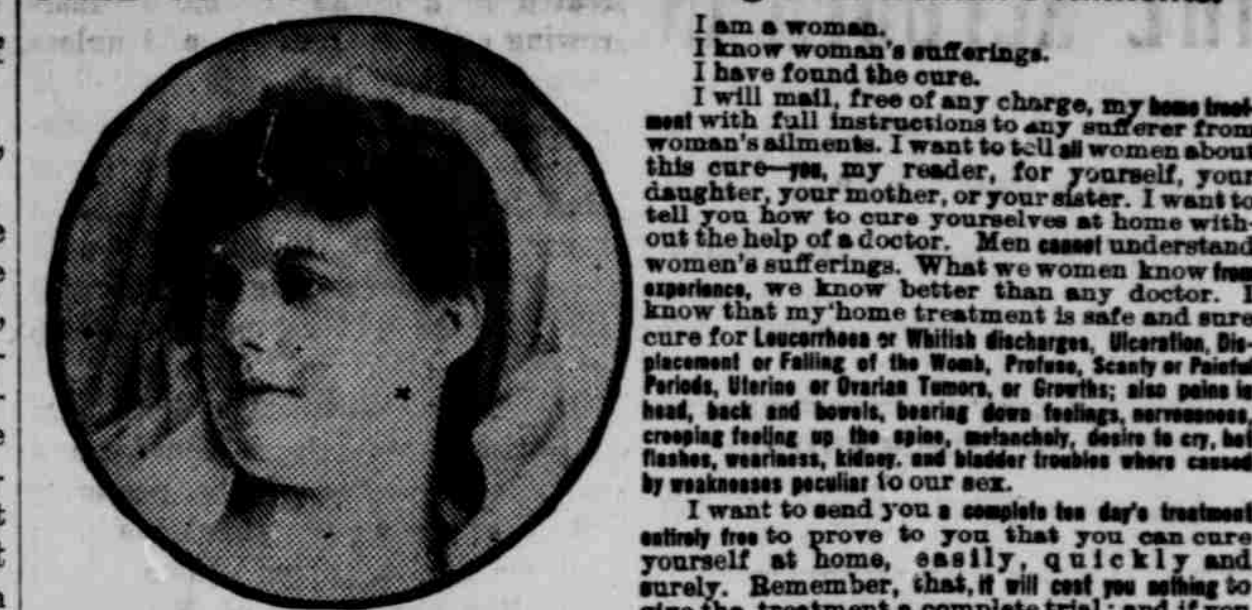 I am a woman.
I know woman's sufferings.
I have found the cure.
I will mail, free of any charge, my home treat-
ment with full instructions to any sufferer from
woman's ailments. I want to tell all women about
this cure—you, my reader, for yourself, your
daughter, your mother, or your sister. I want to
tell you how to cure yourselves at home with-
out the help of a doctor. Men cannot understand
women's sufferings. What we women know from
experience, we know better than any doctor. I
know that my home treatment is safe and sure
cure for Leucorrhoea or Whitish discharges, Ulceration, Dis-
placement or Falling of the Womb, Profuse, Scanty or Painful
Periods, Uterine or Ovarian Tumors, or Growths; also pains in
head, back and bowels, bearing down feelings, nervousness,
creeping feeling up the spine, melancholy, desire to cry, hot
flashes, weariness, kidney. and bladder troubles where caused
by weaknesses peculiar to our sex.
I want to send you a complete ten day's treatment
entirely free to prove to you that you can cure
yourself at home, easily, quickly and
surely. Remember, that, it will cost you nothing to
give the treatment a complete trial;